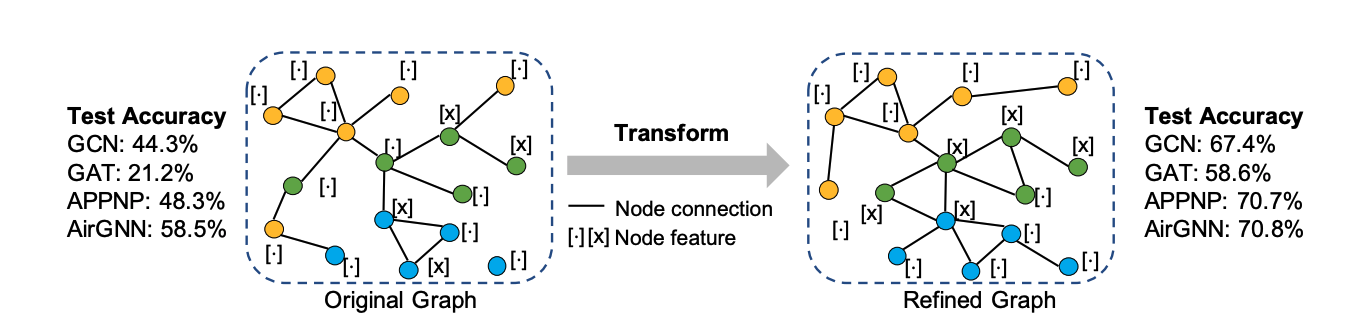 Test Accuracy
GCN: 44.3%
GAT: 21.2%
APPNP: 48.3%
AirGNN: 58.5%
[·]
[·]
[·]
[·]
[·]
[x]
[·]
[x]
[·]
[·]
[x]
[·]
[·]
[·]
[x]
[·]
Original Graph
Transform
Node connection
[·][x] Node feature
[·]
[·]
[·]
[·]
[·]
[x]
[x]
[x]
[·]
[x]
[x]
[·]
[·]
[·]
[·]
[·]
Refined Graph
Test Accuracy
GCN: 67.4%
GAT: 58.6%
APPNP: 70.7%
AirGNN: 70.8%